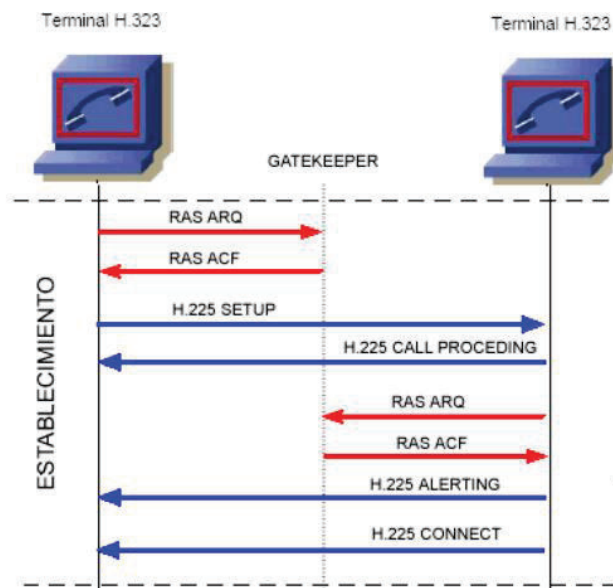 Terminal H.323
Terminal H.323
GATEKEEPER
ESTABLECIMIENTO
RAS ARQ
RAS ACF
H.225 SETUP
H.225 CALL PROCEDING
RAS ARQ
RAS ACF
H.225 ALERTING
H.225 CONNECT